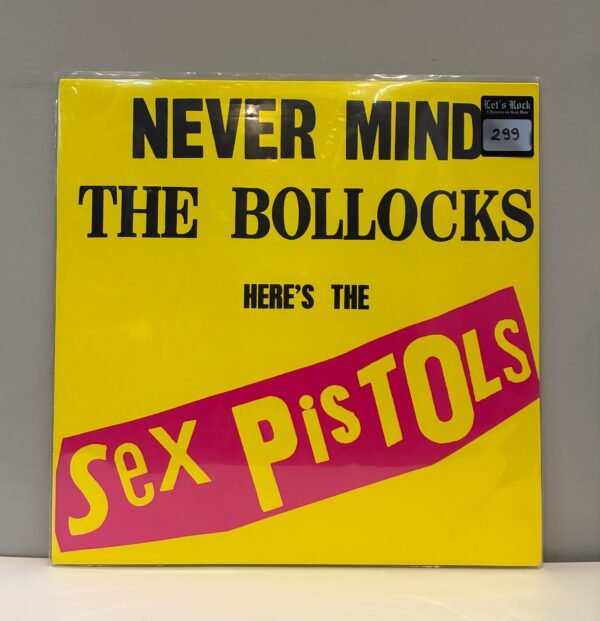 NEVER MIND
Let's Rock
299
THE BOLLOCKS
HERE'S THE
Sex PisTOLs